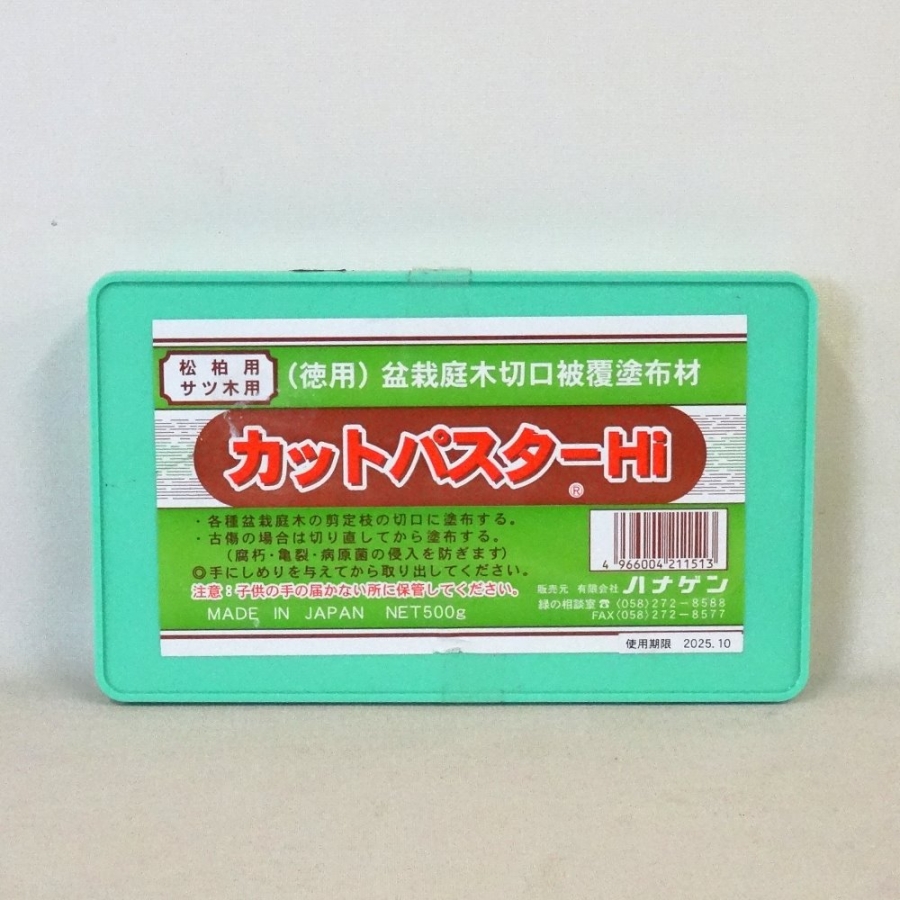 松柏用
サツ木用
（徳用）盆栽庭木切口被覆塗布材
カットパスターHi
®
・各種盆栽庭木の剪定枝の切口に塗布する。
・古傷の場合は切り直してから塗布する。
（腐朽・亀裂・病原菌の侵入を防ぎます）
◎手にしめりを与えてから取り出してください。
注意：子供の手の届かない所に保管してください。
MADE IN JAPAN NET500g
4 966004 211513
販売元 有限会社 ハナゲン
緑の相談室☎(058)272-8588
FAX(058)272-8577
使用期限 2025.10